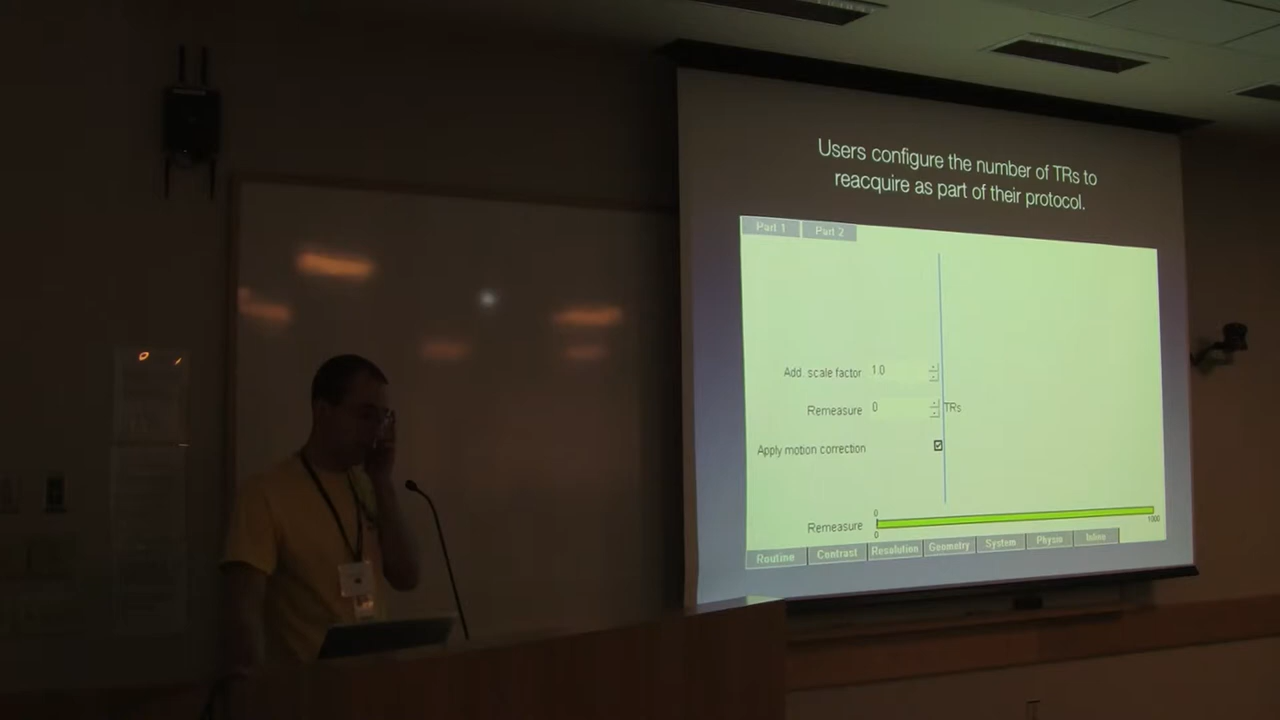 Users configure the number of TRs to
reacquire as part of their protocol.
Part 1 Part 2
Add. scale factor 1.0
Remeasure 0 TRs
Apply motion correction
0
Remeasure
0 1000
Routine Contrast Resolution Geometry System Physio Inline